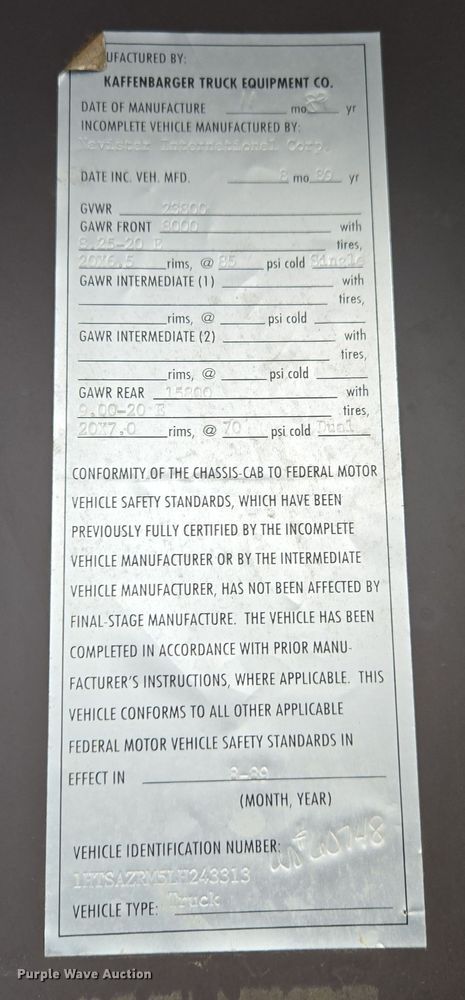 UFACTURED BY:
KAFFENBARGER TRUCK EQUIPMENT CO.
DATE OF MANUFACTURE 11 mo. 89 yr
INCOMPLETE VEHICLE MANUFACTURED BY:
Navistar International Corp.
DATE INC. VEH. MFD. 8 mo. 89 yr
GVWR
GAWR FRONT with
8.25-20 E tires,
20X6.5 rims, @ 85 psi cold Single
GAWR INTERMEDIATE (1) with
tires,
rims, @ psi cold
GAWR INTERMEDIATE (2) with
tires,
rims, @ psi cold
GAWR REAR with
9.00-20 E tires,
20X7.0 rims, @ 70 psi cold Dual
CONFORMITY OF THE CHASSIS-CAB TO FEDERAL MOTOR
VEHICLE SAFETY STANDARDS, WHICH HAVE BEEN
PREVIOUSLY FULLY CERTIFIED BY THE INCOMPLETE
VEHICLE MANUFACTURER OR BY THE INTERMEDIATE
VEHICLE MANUFACTURER, HAS NOT BEEN AFFECTED BY
FINAL-STAGE MANUFACTURE. THE VEHICLE HAS BEEN
COMPLETED IN ACCORDANCE WITH PRIOR MANU-
FACTURER'S INSTRUCTIONS, WHERE APPLICABLE. THIS
VEHICLE CONFORMS TO ALL OTHER APPLICABLE
FEDERAL MOTOR VEHICLE SAFETY STANDARDS IN
EFFECT IN 8-89
(MONTH, YEAR)
VEHICLE IDENTIFICATION NUMBER:
1HTSAZRM5LH243313
VEHICLE TYPE: Truck
Purple Wave Auction